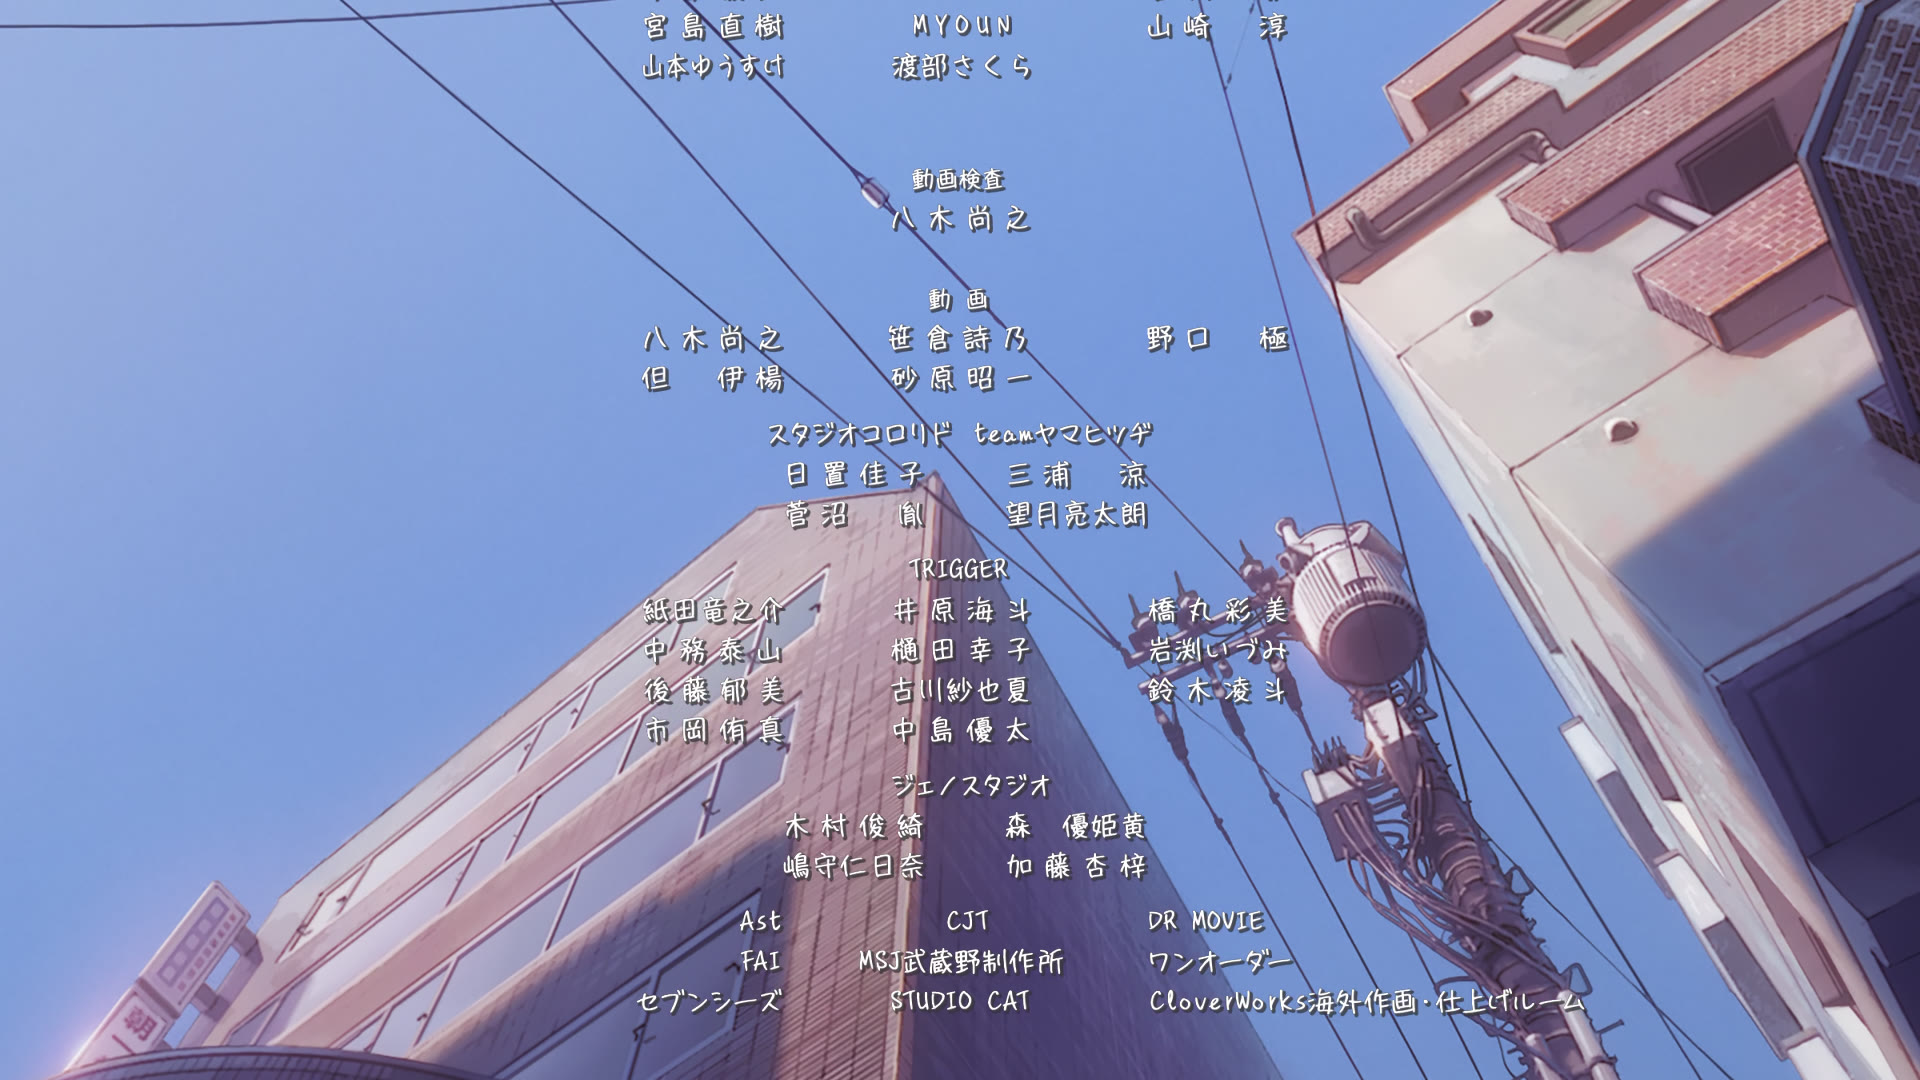 宮島直樹 MYOUN 山崎 淳
山本ゆうすけ 渡部さくら
動画検査
八木尚之
動画
八木尚之 笹倉詩乃 野口 極
但 伊楊 砂原昭一
スタジオコロリド teamヤマヒツヂ
日置佳子 三浦 涼
菅沼 胤 望月亮太朗
TRIGGER
紙田竜之介 井原海斗 橋丸彩美
中務泰山 樋田幸子 岩渕いづみ
後藤郁美 古川紗也夏 鈴木凌斗
市岡侑真 中島優太
ジェノスタジオ
木村俊綺 森 優姫黄
嶋守仁日奈 加藤杏梓
Ast CJT DR MOVIE
FAI MSJ武蔵野制作所 ワンオーダー
セブンシーズ STUDIO CAT CloverWorks海外作画・仕上げルーム